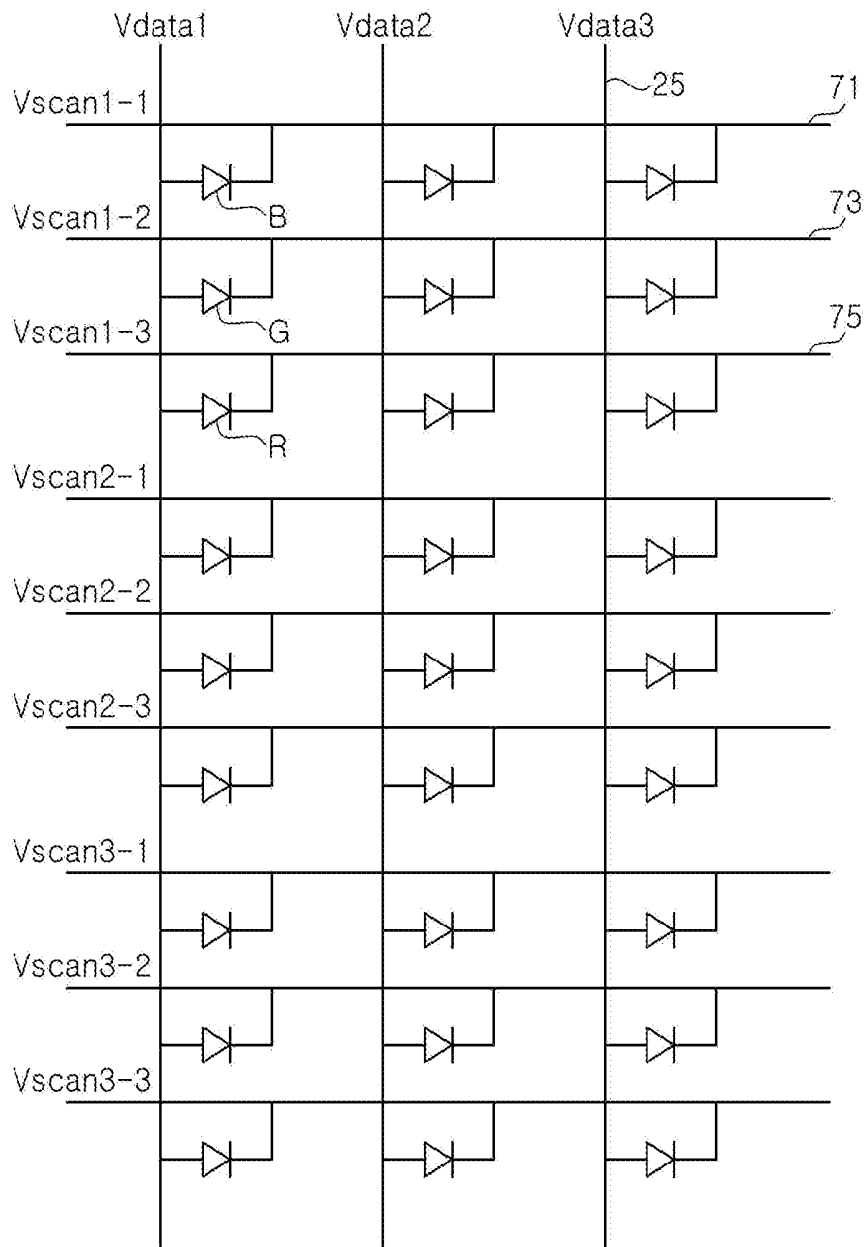 Vdata1 Vdata2 Vdata3
25
71
Vscan1-1
B
Vscan1-2
73
G
Vscan1-3
75
R
Vscan2-1
Vscan2-2
Vscan2-3
Vscan3-1
Vscan3-2
Vscan3-3